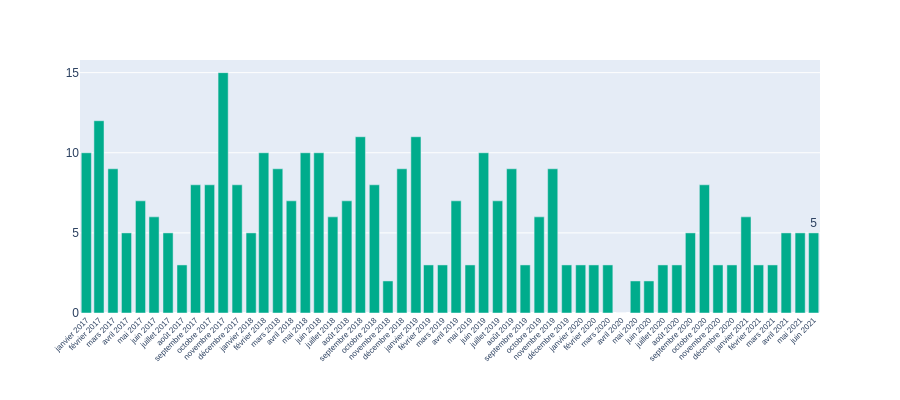 15
10
5
0
5
janvier 2017
février 2017
mars 2017
avril 2017
mai 2017
juin 2017
juillet 2017
août 2017
septembre 2017
octobre 2017
novembre 2017
décembre 2017
janvier 2018
février 2018
mars 2018
avril 2018
mai 2018
juin 2018
juillet 2018
août 2018
septembre 2018
octobre 2018
novembre 2018
décembre 2018
janvier 2019
février 2019
mars 2019
avril 2019
mai 2019
juin 2019
juillet 2019
août 2019
septembre 2019
octobre 2019
novembre 2019
décembre 2019
janvier 2020
février 2020
mars 2020
avril 2020
mai 2020
juin 2020
juillet 2020
août 2020
septembre 2020
octobre 2020
novembre 2020
décembre 2020
janvier 2021
février 2021
mars 2021
avril 2021
mai 2021
juin 2021